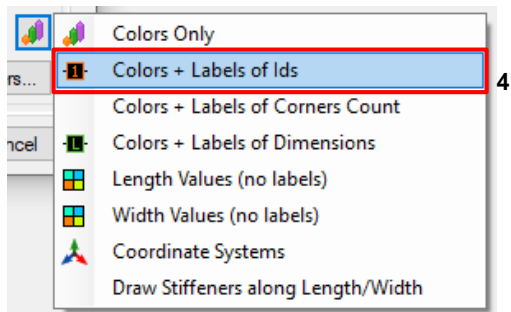 Colors Only
1 Colors + Labels of Ids 4
rs...
Colors + Labels of Corners Count
ncel
L Colors + Labels of Dimensions
Length Values (no labels)
Width Values (no labels)
Coordinate Systems
Draw Stiffeners along Length/Width